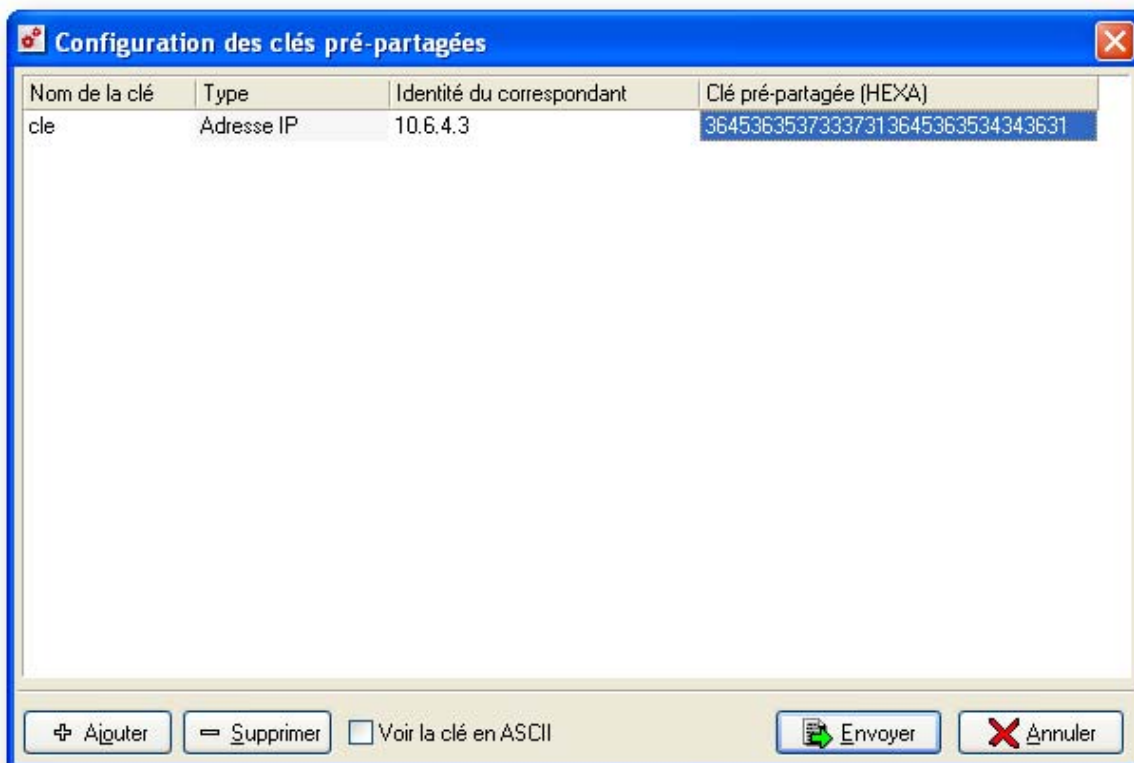 Configuration des clés pré-partagées
Nom de la clé Type Identité du correspondant Clé pré-partagée (HEXA)
cle Adresse IP 10.6.4.3 36453635373337313645363534343631
Ajouter Supprimer Voir la clé en ASCII Envoyer Annuler